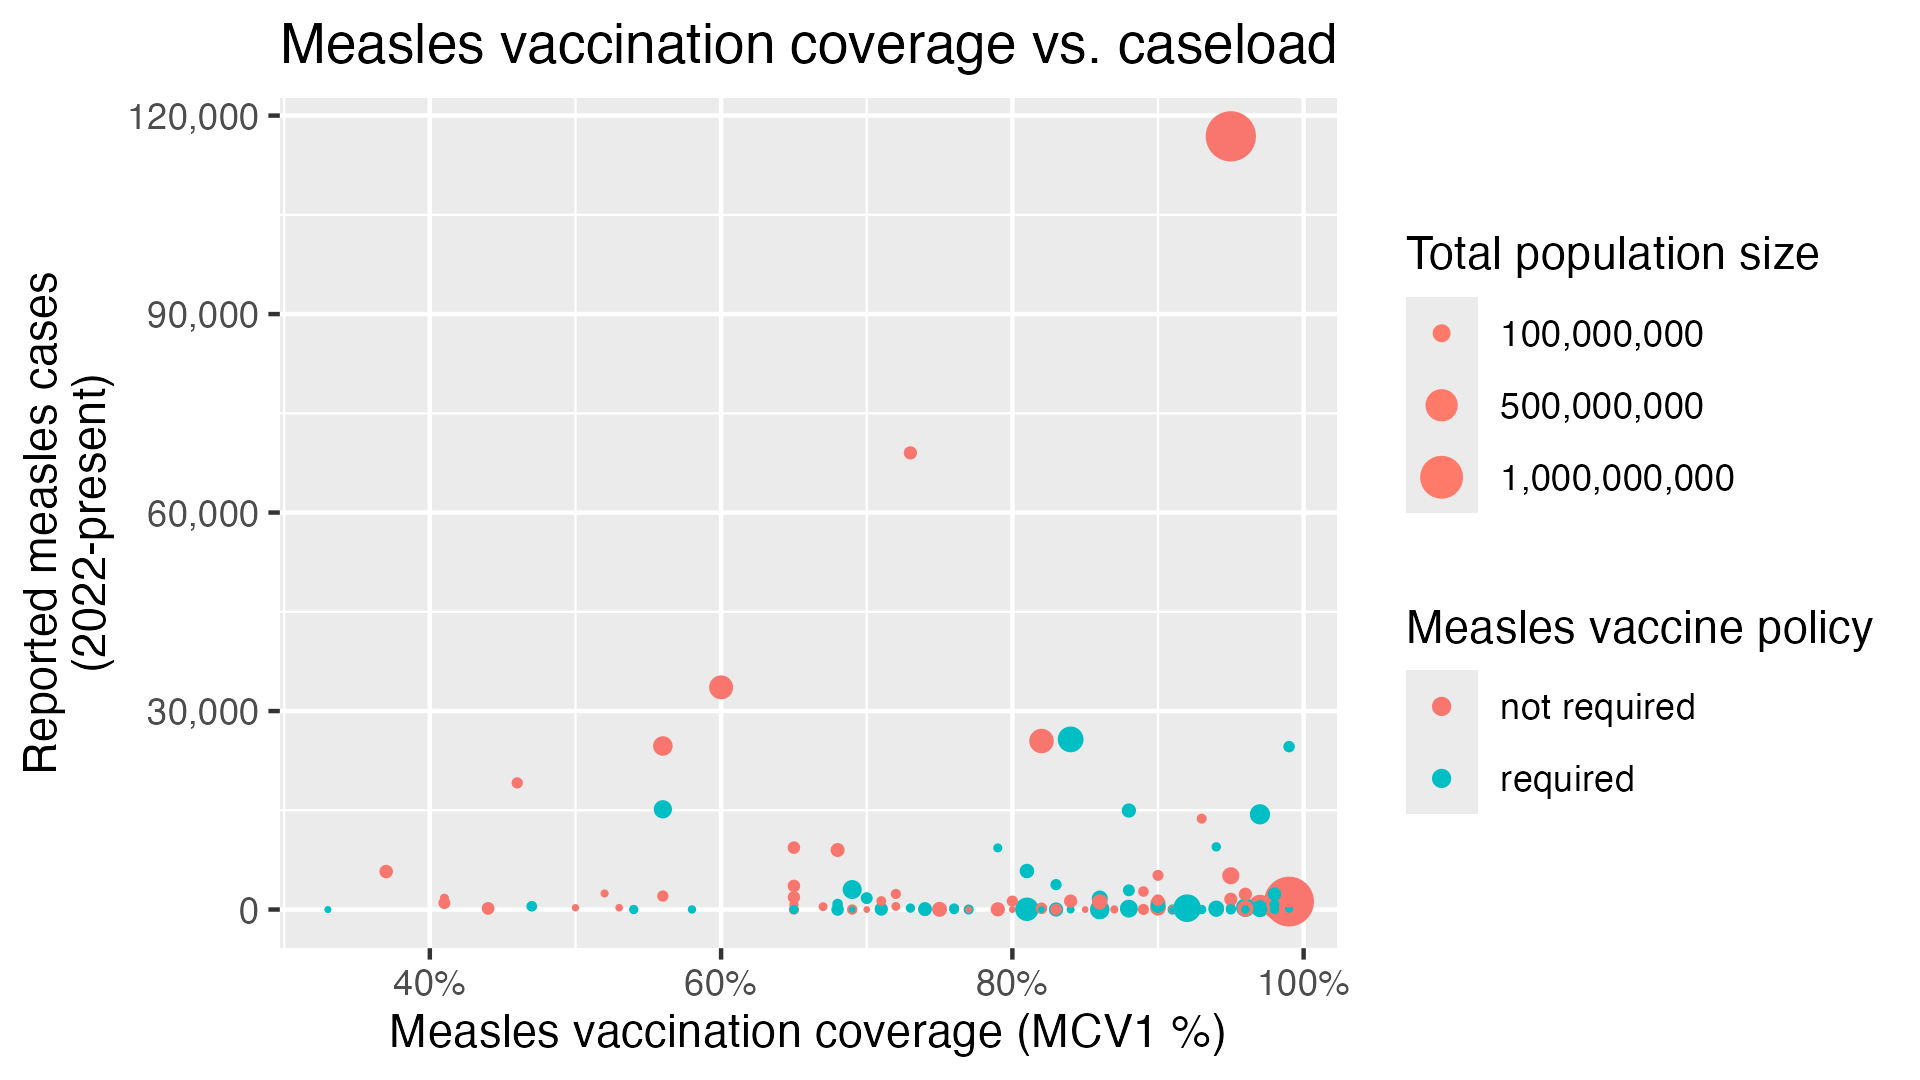 Measles vaccination coverage vs. caseload
120,000
90,000
60,000
30,000
0
Reported measles cases
(2022-present)
40%
60%
80%
100%
Measles vaccination coverage (MCV1 %)
Total population size
100,000,000
500,000,000
1,000,000,000
Measles vaccine policy
not required
required